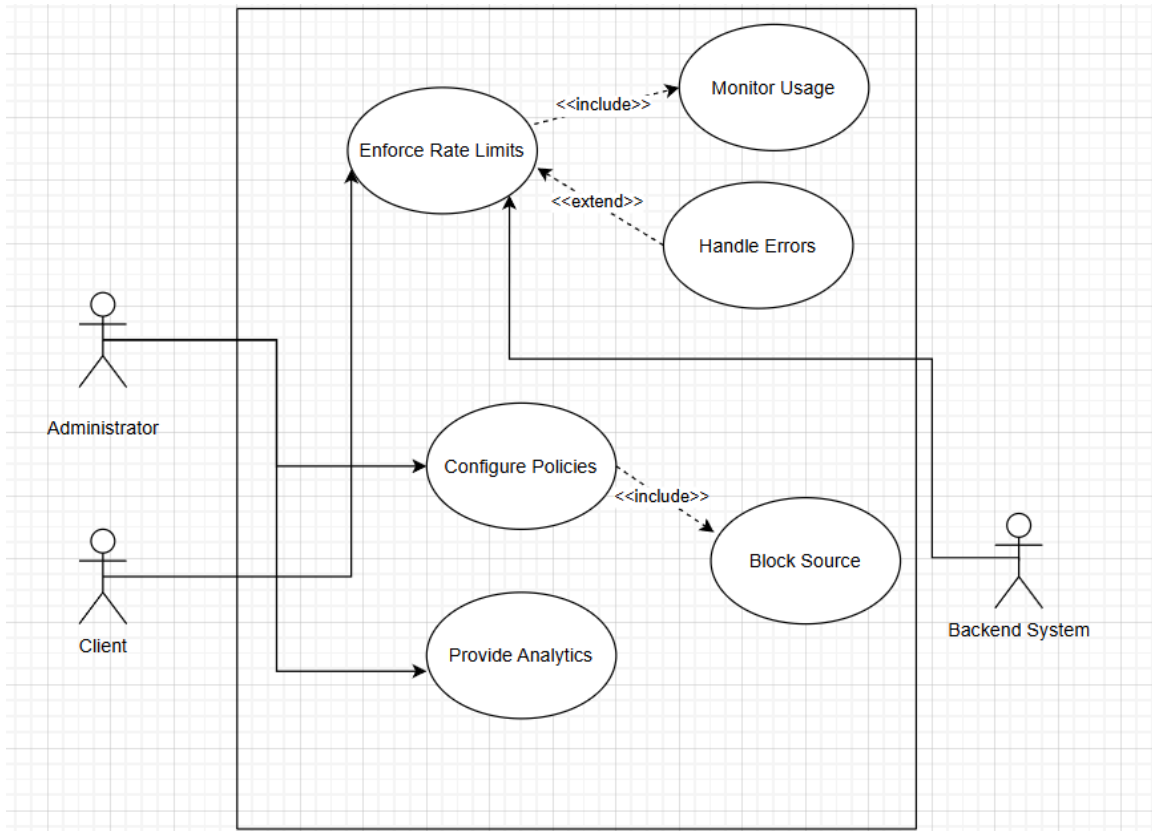 Monitor Usage
<<include>>
Enforce Rate Limits
<<extend>>
Handle Errors
Administrator
Configure Policies
<<include>>
Block Source
Client
Backend System
Provide Analytics